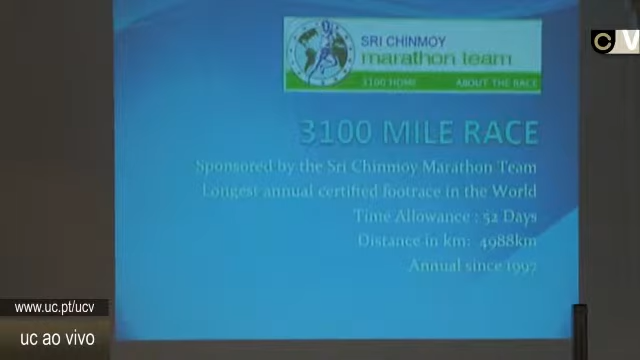 C V
SRI CHINMOY
marathon team
3100 HOME ABOUT THE RACE
3100 MILE RACE
Sponsored by the Sri Chinmoy Marathon Team
Longest annual certified footrace in the World
Time Allowance : 52 Days
Distance in km: 4988km
Annual since 1997
www.uc.pt/ucv
uc ao vivo